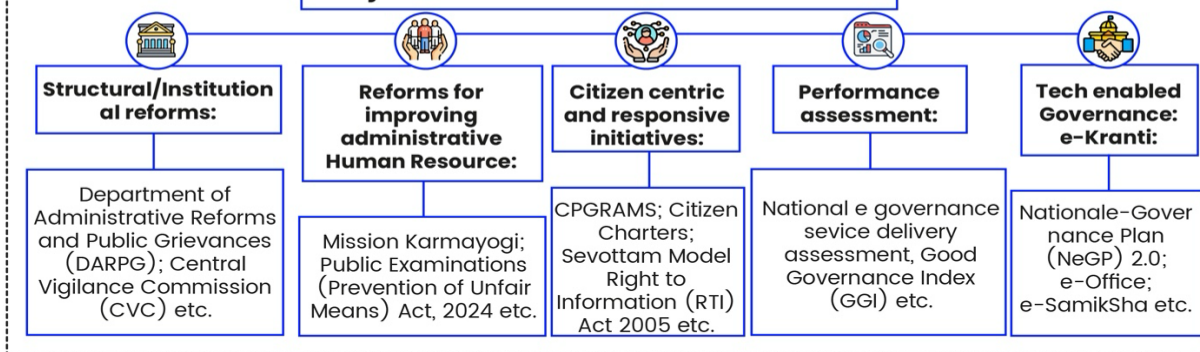 Structural/Institution
al reforms:
Department of
Administrative Reforms
and Public Grievances
(DARPG); Central
Vigilance Commission
(CVC) etc.
Reforms for
improving
administrative
Human Resource:
Mission Karmayogi;
Public Examinations
(Prevention of Unfair
Means) Act, 2024 etc.
Citizen centric
and responsive
initiatives:
CPGRAMS; Citizen
Charters;
Sevottam Model
Right to
Information (RTI)
Act 2005 etc.
Performance
assessment:
National e governance
sevice delivery
assessment, Good
Governance Index
(GGI) etc.
Tech enabled
Governance:
e-Kranti:
Nationale-Gover
nance Plan
(NeGP) 2.0;
e-Office;
e-SamikSha etc.